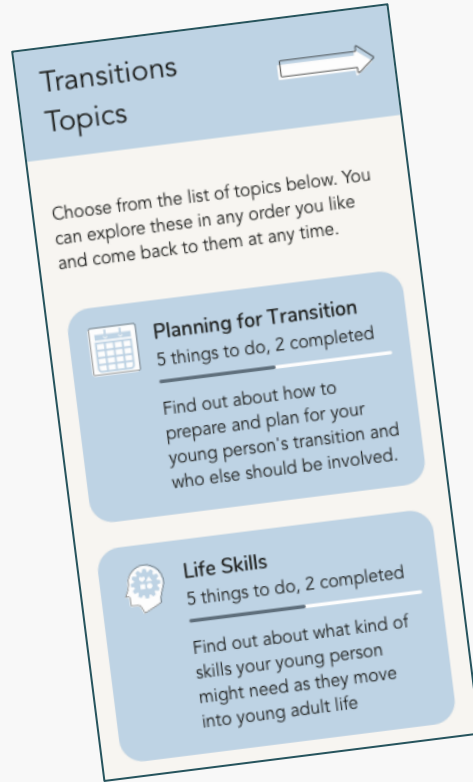 Transitions
Topics
Choose from the list of topics below. You
can explore these in any order you like
and come back to them at any time.
Planning for Transition
5 things to do, 2 completed
Find out about how to
prepare and plan for your
young person's transition and
who else should be involved.
Life Skills
5 things to do, 2 completed
Find out about what kind of
skills your young person
might need as they move
into young adult life